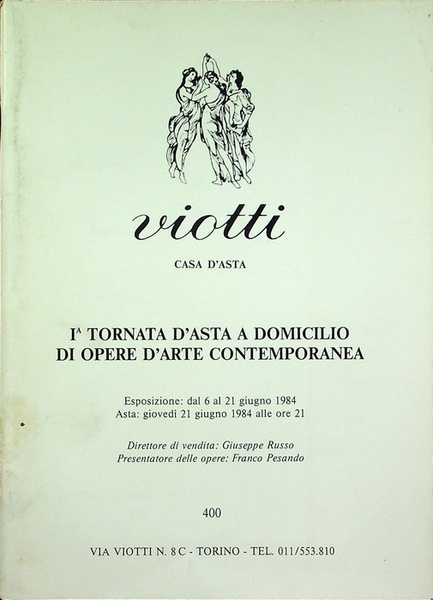 viotti
CASA D'ASTA
Iᴬ TORNATA D'ASTA A DOMICILIO
DI OPERE D'ARTE CONTEMPORANEA
Esposizione: dal 6 al 21 giugno 1984
Asta: giovedì 21 giugno 1984 alle ore 21
Direttore di vendita: Giuseppe Russo
Presentatore delle opere: Franco Pesando
400
VIA VIOTTI N. 8 C - TORINO - TEL. 011/553.810